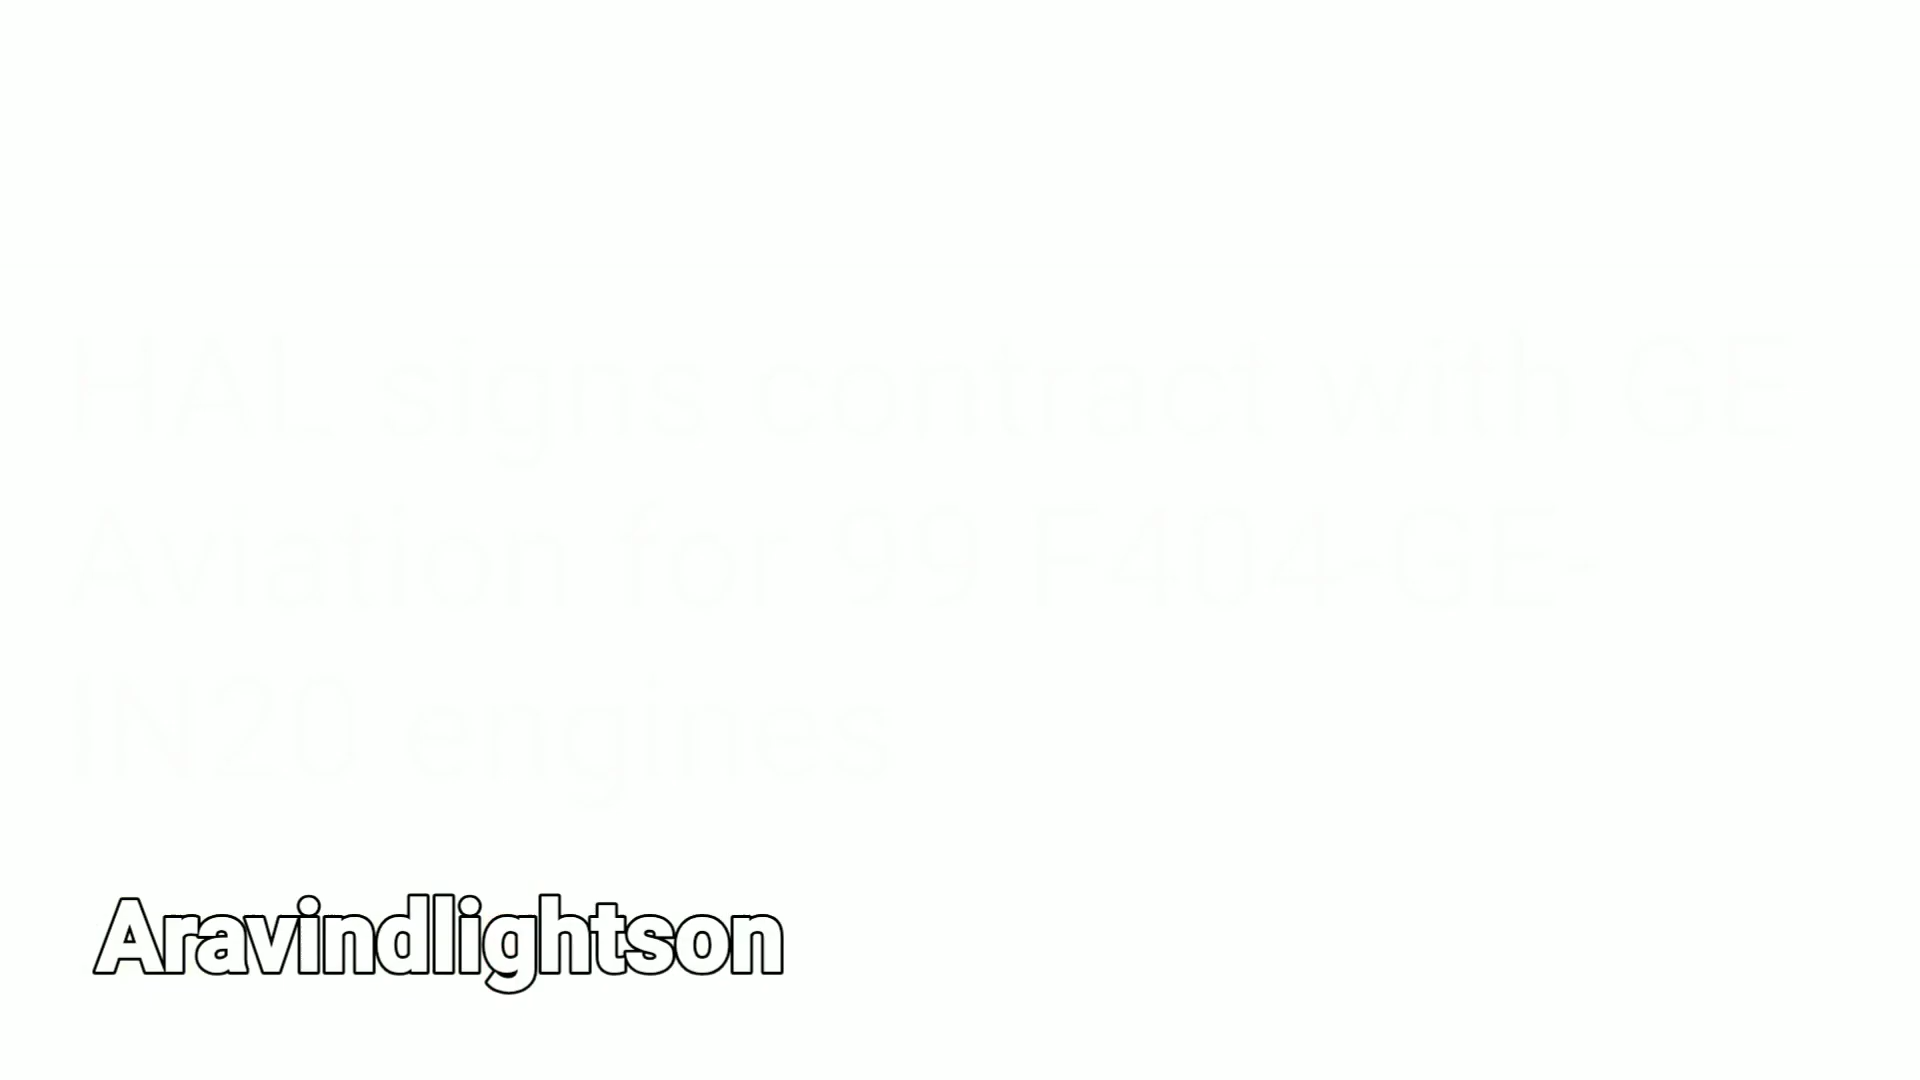 HAL signs contract with GE
Aviation for 99 F404-GE-
IN20 engines
Aravindlightson